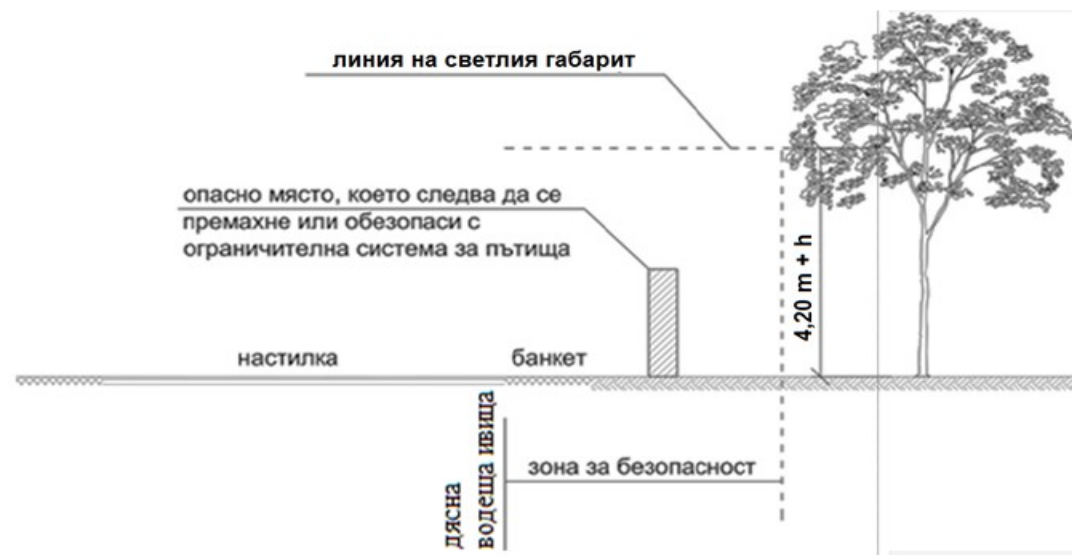 линия на светлия габарит
опасно място, което следва да се
премахне или обезопаси с
ограничителна система за пътища
4,20 m + h
настилка
банкет
дясна
водеща ивица
зона за безопасност